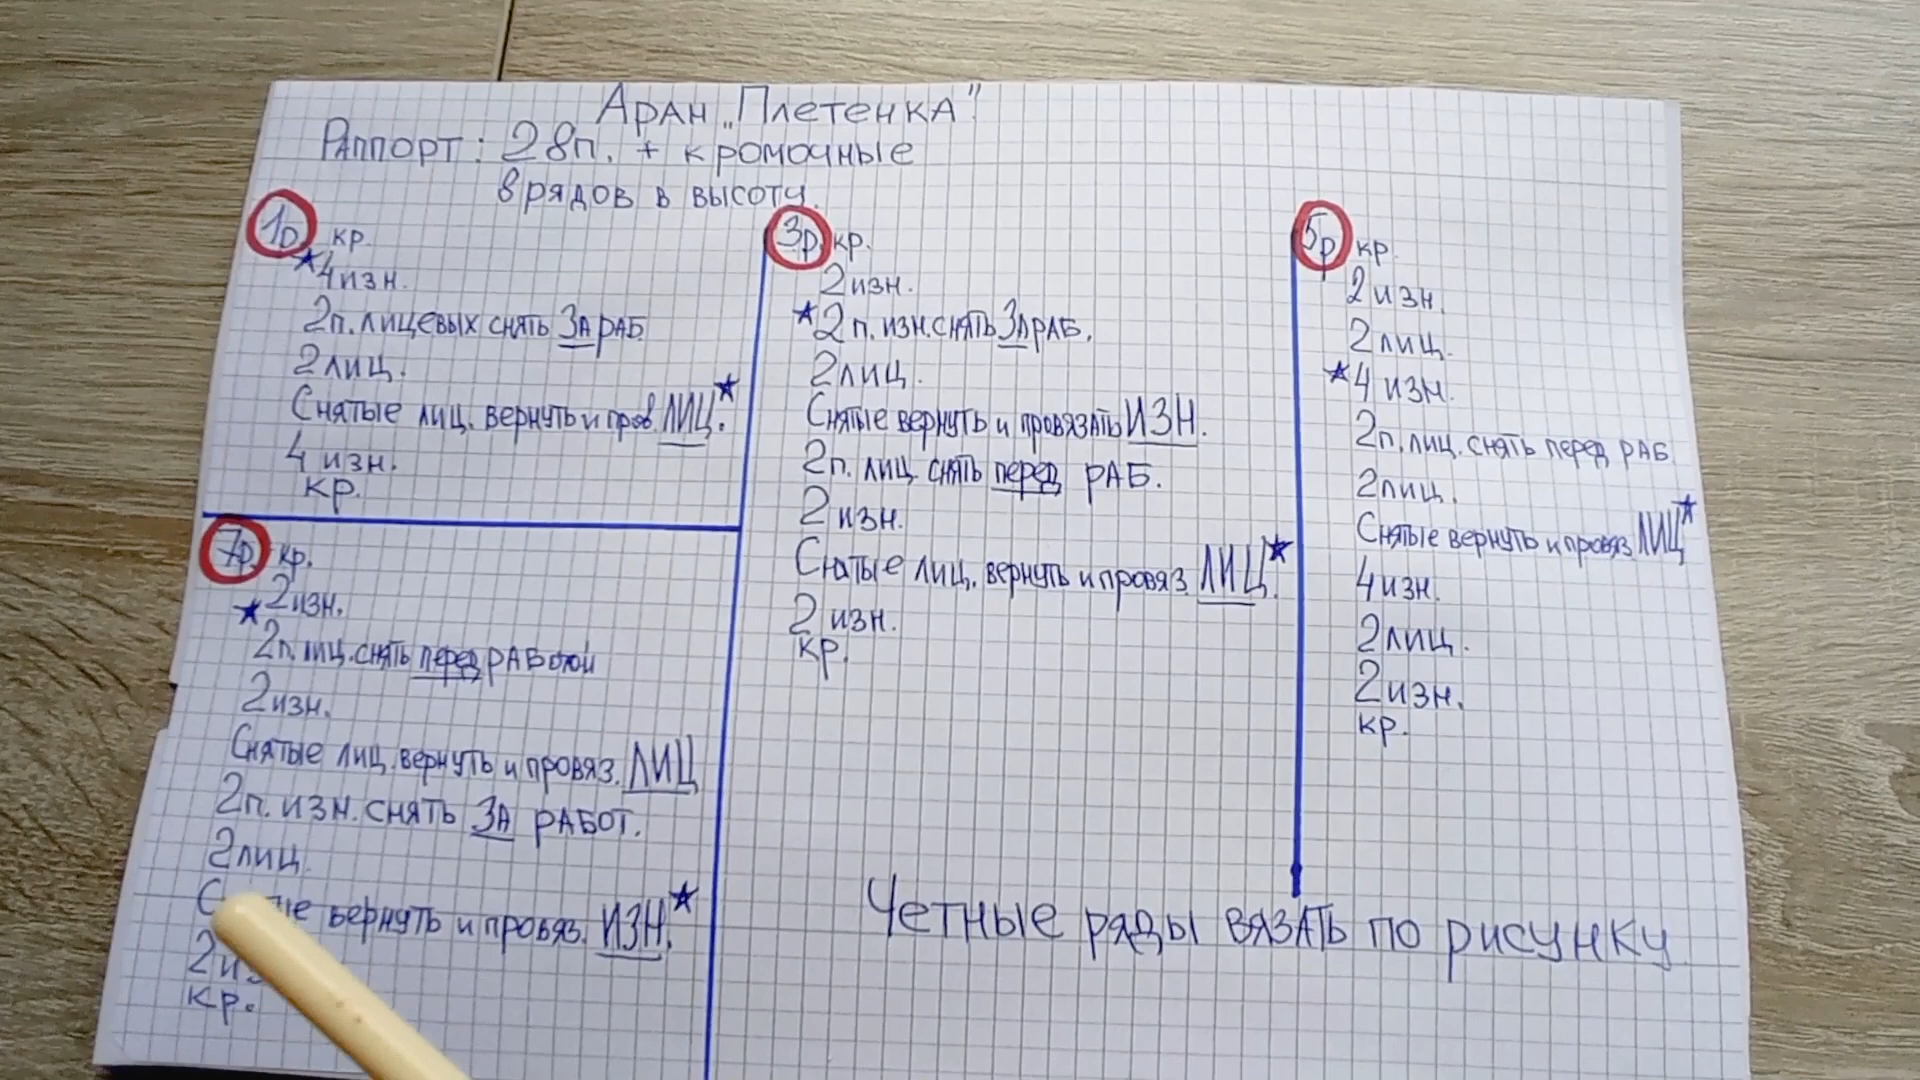 Аран „Плетенка"
Раппорт: 28п. + кромочные
8 рядов в высоту.
1р. кр.
*4 изн.
2п. лицевых снять ЗА РАБ
2 лиц.
Снятые лиц. вернуть и пров. ЛИЦ.*
4 изн.
кр.
7р. кр.
2 изн.
*2п. лиц. снять перед РАБотой
2 изн.
Снятые лиц. вернуть и провяз. ЛИЦ
2п. изн. снять ЗА РАБОТ.
2 лиц.
вернуть и провяз. ИЗН.*
2
кр.
3р. кр.
2 изн.
*2п. изн. снять ЗА РАБ.
2 лиц.
Снятые вернуть и провязать ИЗН.
2п. лиц. снять перед РАБ.
2 изн.
Снятые лиц. вернуть и провяз. ЛИЦ.*
2 изн.
кр.
5р кр.
2 изн.
2 лиц.
*4 изн.
2п. лиц. снять перед РАБ.
2 лиц.
Снятые вернуть и провяз ЛИЦ*
4 изн.
2 лиц.
2 изн.
кр.
Четные ряды вязать по рисунку